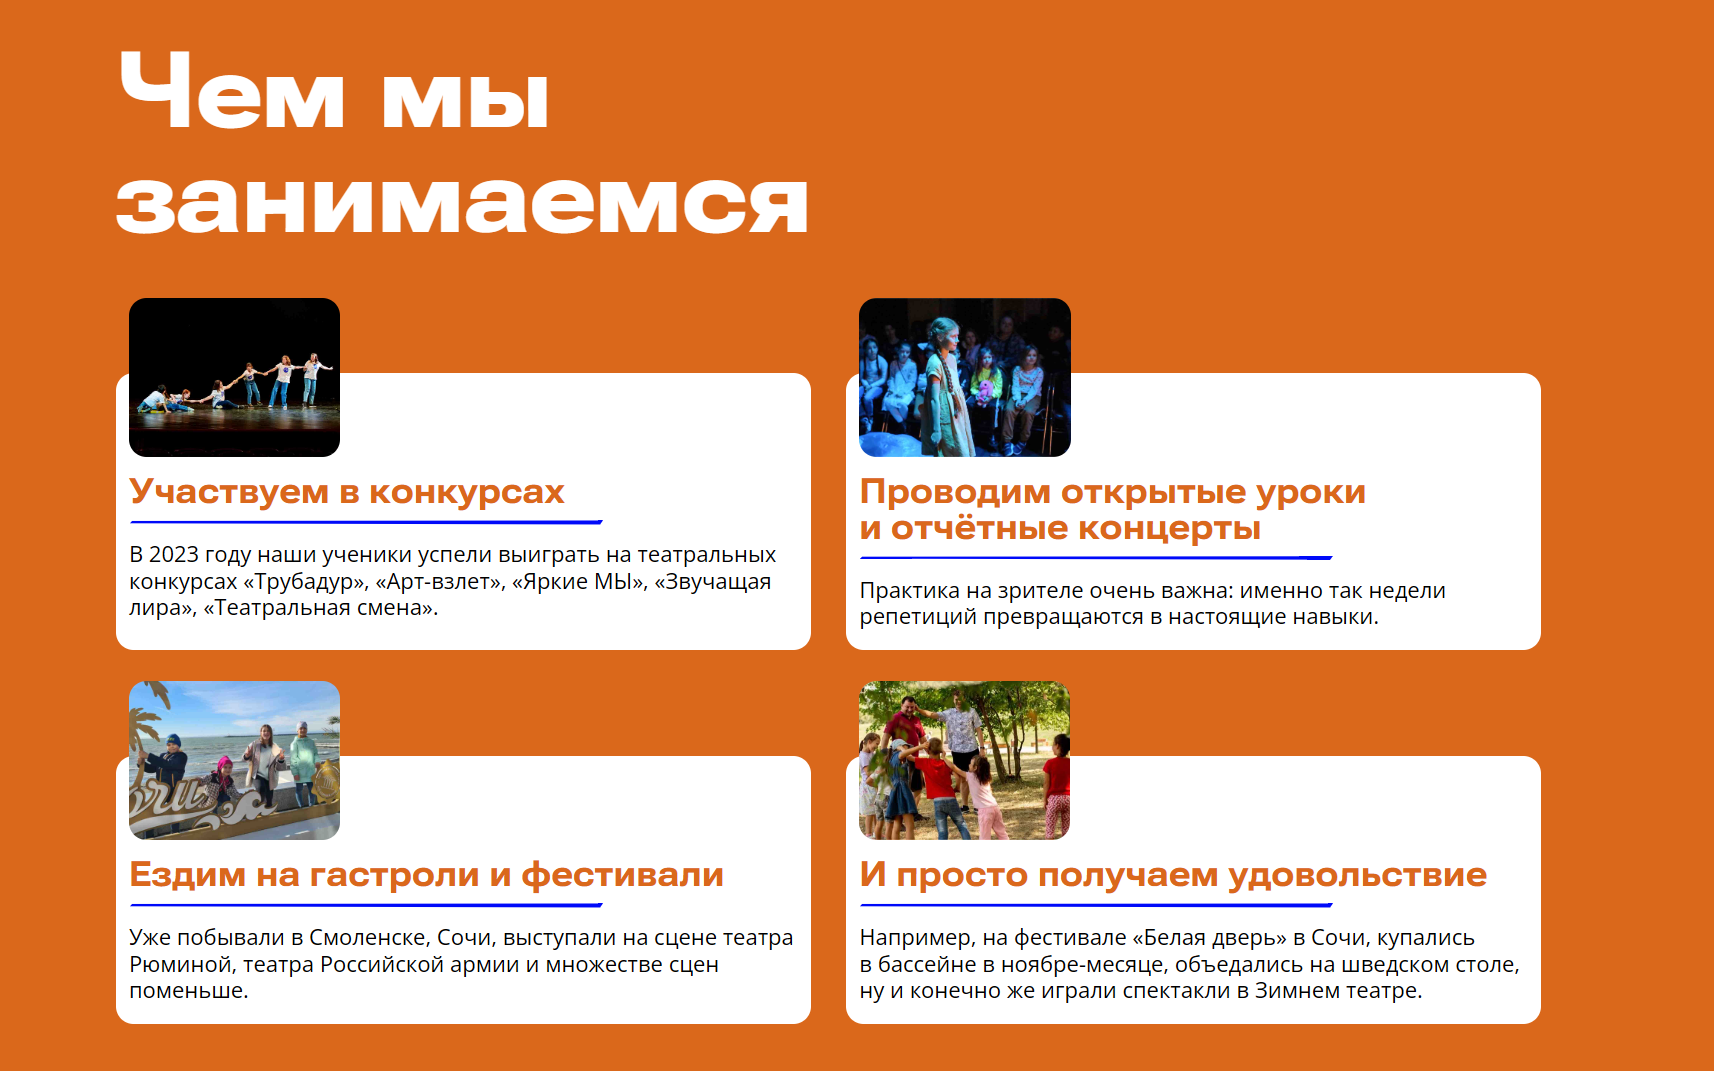 Чем мы
занимаемся
Участвуем в конкурсах
В 2023 году наши ученики успели выиграть на театральных
конкурсах «Трубадур», «Арт-взлет», «Яркие МЫ», «Звучащая
лира», «Театральная смена».
Проводим открытые уроки
и отчётные концерты
Практика на зрителе очень важна: именно так недели
репетиций превращаются в настоящие навыки.
Ездим на гастроли и фестивали
Уже побывали в Смоленске, Сочи, выступали на сцене театра
Рюминой, театра Российской армии и множестве сцен
поменьше.
И просто получаем удовольствие
Например, на фестивале «Белая дверь» в Сочи, купались
в бассейне в ноябре-месяце, объедались на шведском столе,
ну и конечно же играли спектакли в Зимнем театре.